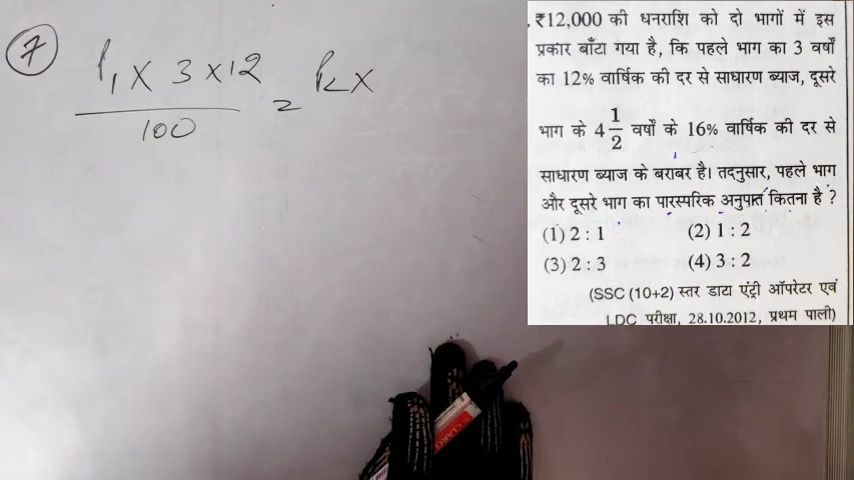 7
P₁ × 3 × 12 / 100 = P₂ ×
₹12,000 की धनराशि को दो भागों में इस
प्रकार बाँटा गया है, कि पहले भाग का 3 वर्षों
का 12% वार्षिक की दर से साधारण ब्याज, दूसरे
भाग के 4 1/2 वर्षों के 16% वार्षिक की दर से
साधारण ब्याज के बराबर है। तदनुसार, पहले भाग
और दूसरे भाग का पारस्परिक अनुपात कितना है ?
(1) 2 : 1 (2) 1 : 2
(3) 2 : 3 (4) 3 : 2
(SSC (10+2) स्तर डाटा एंट्री ऑपरेटर एवं
LDC परीक्षा, 28.10.2012, प्रथम पाली)